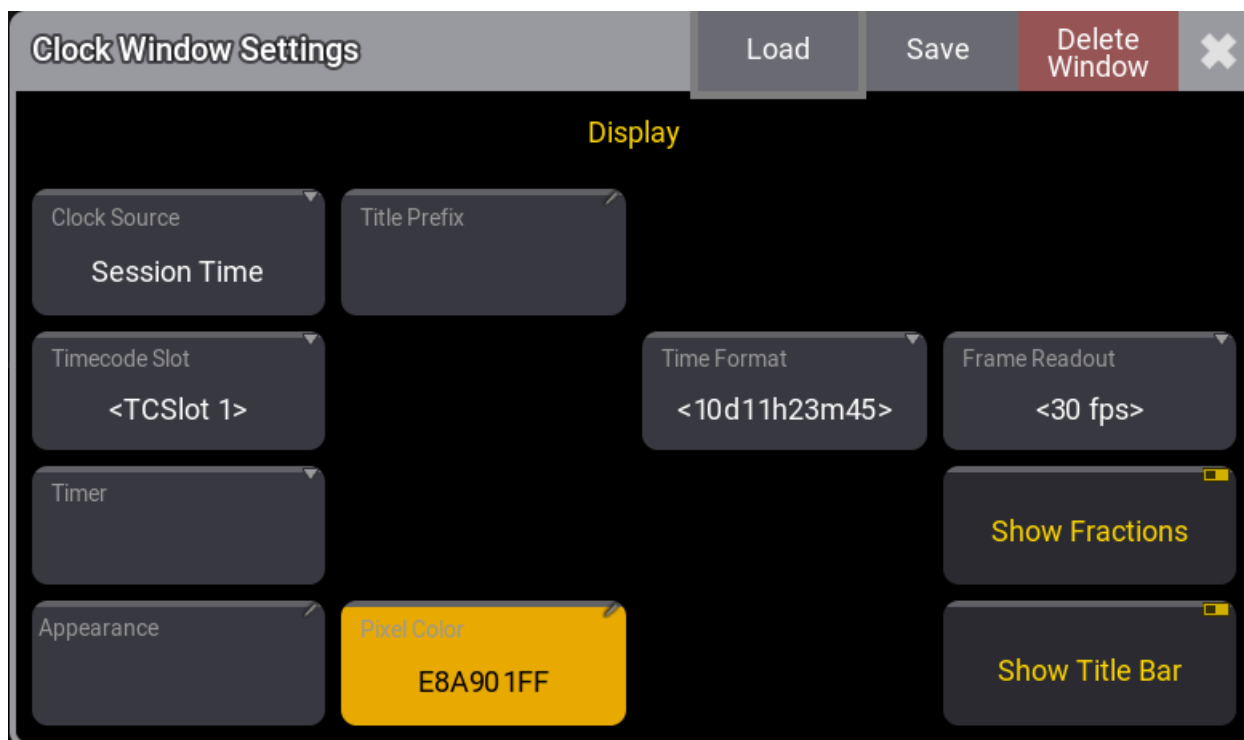 Clock Window Settings
Load
Save
Delete
Window
Display
Clock Source
Session Time
Title Prefix
Timecode Slot
<TCSlot 1>
Time Format
<10d11h23m45>
Frame Readout
<30 fps>
Timer
Show Fractions
Appearance
Pixel Color
E8A901FF
Show Title Bar